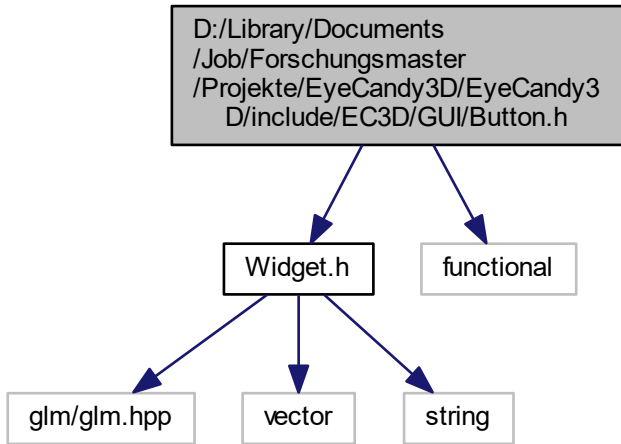 D:/Library/Documents
/Job/Forschungsmaster
/Projekte/EyeCandy3D/EyeCandy3
D/include/EC3D/GUI/Button.h
Widget.h
functional
glm/glm.hpp
vector
string